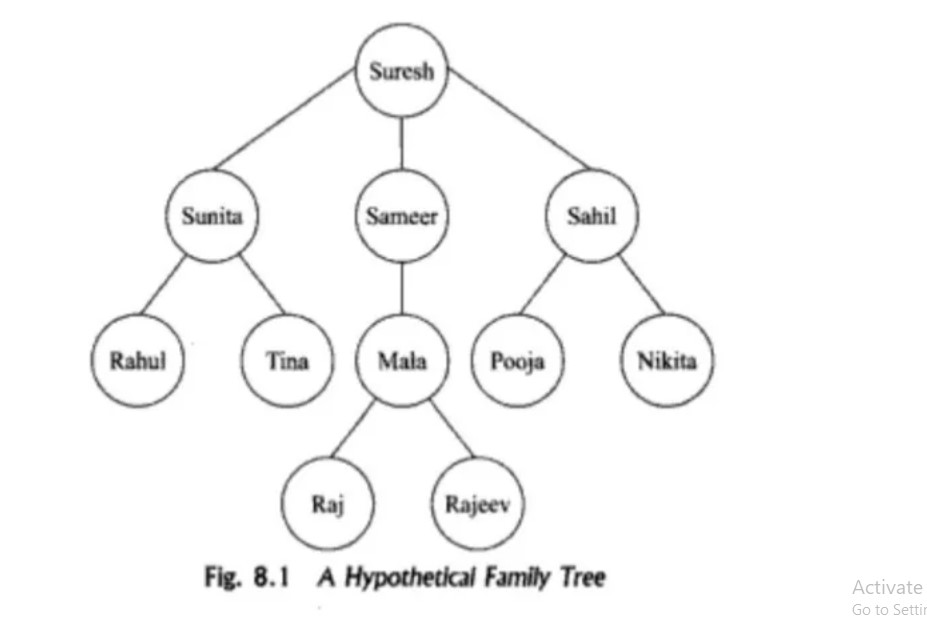 Suresh
Sunita Sameer Sahil
Rahul Tina Mala Pooja Nikita
Raj Rajeev
Fig. 8.1 A Hypothetical Family Tree
Activate
Go to Settin